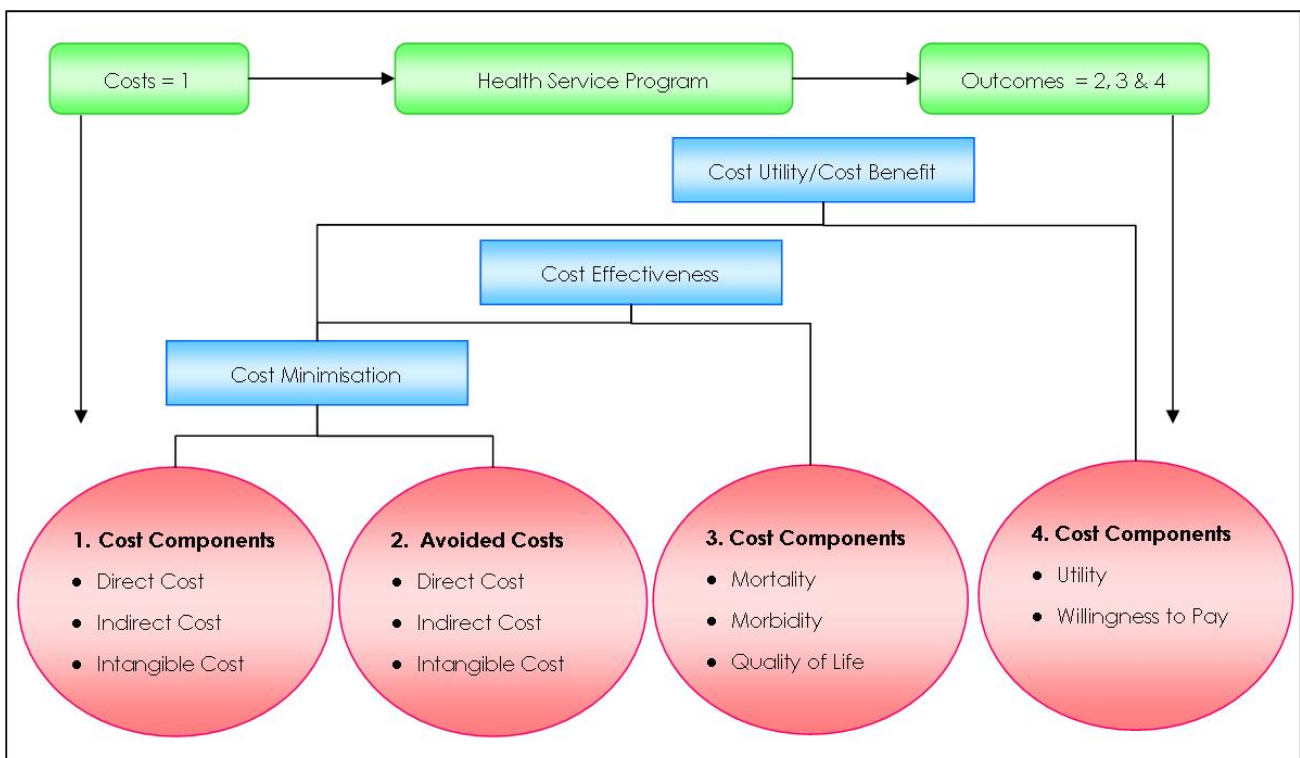 Costs = 1
Health Service Program
Outcomes = 2, 3 & 4
Cost Utility/Cost Benefit
Cost Effectiveness
Cost Minimisation
1. Cost Components
• Direct Cost
• Indirect Cost
• Intangible Cost
2. Avoided Costs
• Direct Cost
• Indirect Cost
• Intangible Cost
3. Cost Components
• Mortality
• Morbidity
• Quality of Life
4. Cost Components
• Utility
• Willingness to Pay